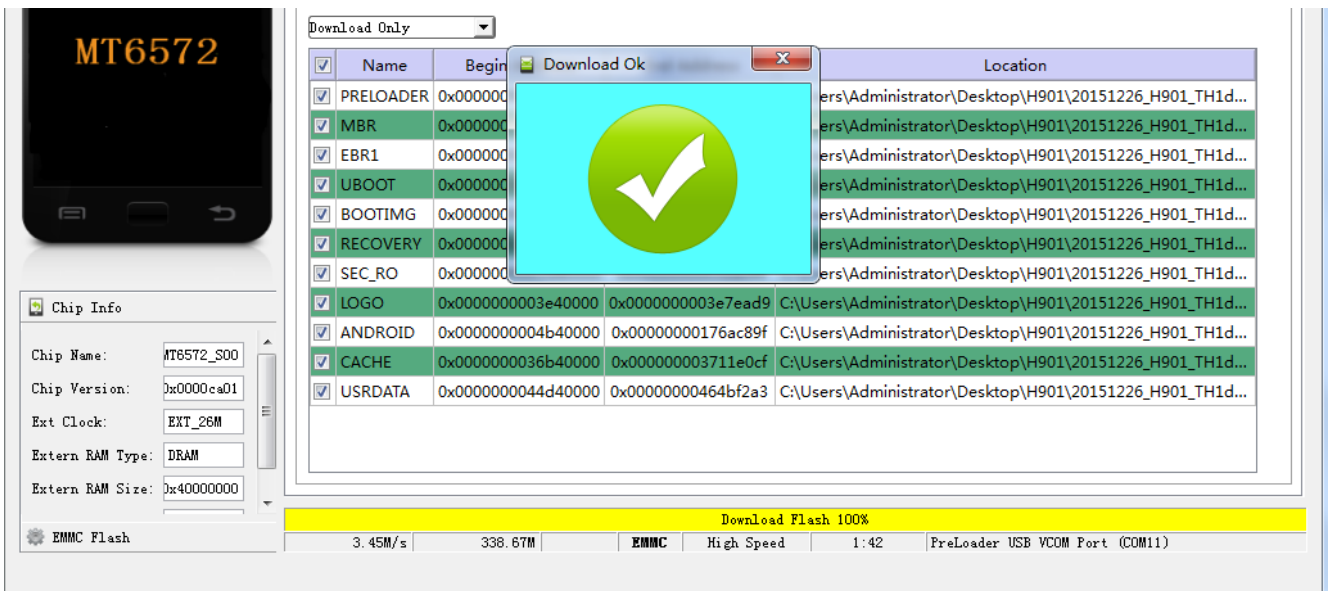 MT6572
Download Only
Name Begin Location
Download Ok
PRELOADER 0x000000 ers\Administrator\Desktop\H901\20151226_H901_TH1d...
MBR 0x000000 ers\Administrator\Desktop\H901\20151226_H901_TH1d...
EBR1 0x000000 ers\Administrator\Desktop\H901\20151226_H901_TH1d...
UBOOT 0x000000 ers\Administrator\Desktop\H901\20151226_H901_TH1d...
BOOTIMG 0x000000 ers\Administrator\Desktop\H901\20151226_H901_TH1d...
RECOVERY 0x000000 ers\Administrator\Desktop\H901\20151226_H901_TH1d...
SEC_RO 0x000000 ers\Administrator\Desktop\H901\20151226_H901_TH1d...
LOGO 0x0000000003e40000 0x0000000003e7ead9 C:\Users\Administrator\Desktop\H901\20151226_H901_TH1d...
ANDROID 0x0000000004b40000 0x00000000176ac89f C:\Users\Administrator\Desktop\H901\20151226_H901_TH1d...
CACHE 0x0000000036b40000 0x000000003711e0cf C:\Users\Administrator\Desktop\H901\20151226_H901_TH1d...
USRDATA 0x0000000044d40000 0x00000000464bf2a3 C:\Users\Administrator\Desktop\H901\20151226_H901_TH1d...
Chip Info
Chip Name: MT6572_S00
Chip Version: 0x0000ca01
Ext Clock: EXT_26M
Extern RAM Type: DRAM
Extern RAM Size: 0x40000000
EMMC Flash
Download Flash 100%
3.45M/s 338.67M EMMC High Speed 1:42 PreLoader USB VCOM Port (COM11)